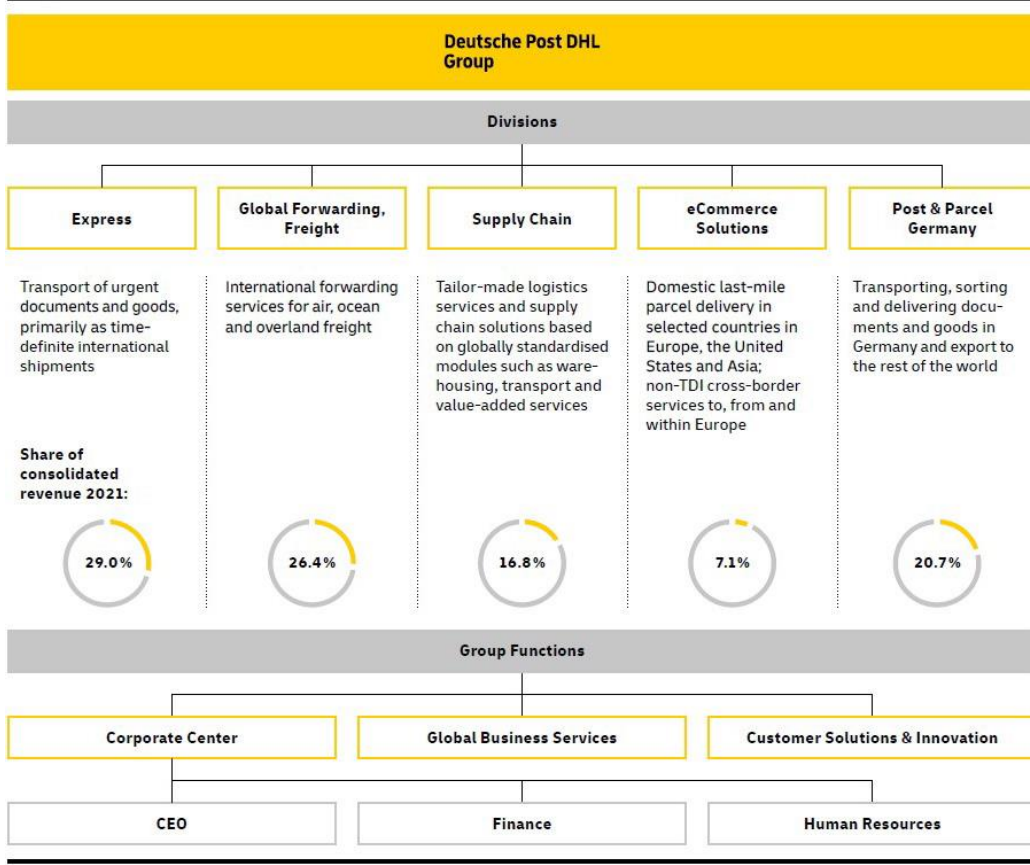 Deutsche Post DHL
Group
Divisions
Express
Global Forwarding,
Freight
Supply Chain
eCommerce
Solutions
Post & Parcel
Germany
Transport of urgent
documents and goods,
primarily as time-
definite international
shipments
International forwarding
services for air, ocean
and overland freight
Tailor-made logistics
services and supply
chain solutions based
on globally standardised
modules such as ware-
housing, transport and
value-added services
Domestic last-mile
parcel delivery in
selected countries in
Europe, the United
States and Asia;
non-TDI cross-border
services to, from and
within Europe
Transporting, sorting
and delivering docu-
ments and goods in
Germany and export to
the rest of the world
Share of
consolidated
revenue 2021:
29.0%
26.4%
16.8%
7.1%
20.7%
Group Functions
Corporate Center
Global Business Services
Customer Solutions & Innovation
CEO
Finance
Human Resources